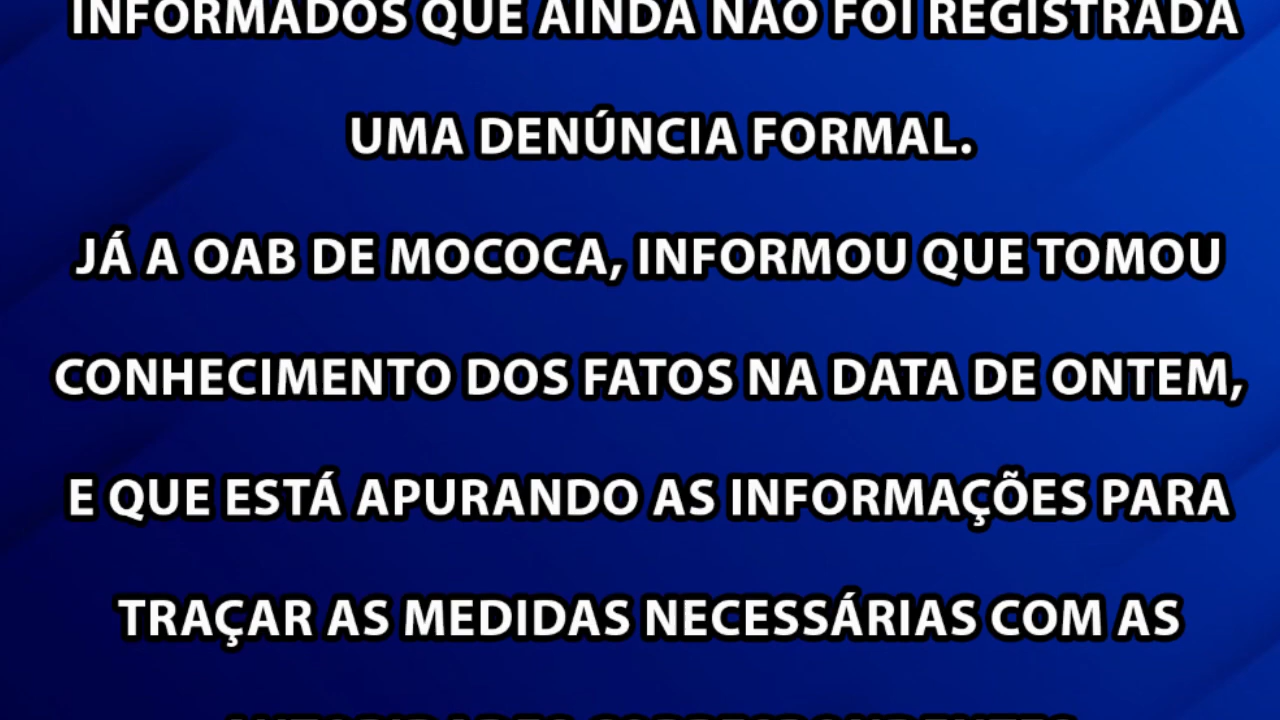 INFORMADOS QUE AINDA NÃO FOI REGISTRADA
UMA DENÚNCIA FORMAL.
JÁ A OAB DE MOCOCA, INFORMOU QUE TOMOU
CONHECIMENTO DOS FATOS NA DATA DE ONTEM,
E QUE ESTÁ APURANDO AS INFORMAÇÕES PARA
TRAÇAR AS MEDIDAS NECESSÁRIAS COM AS